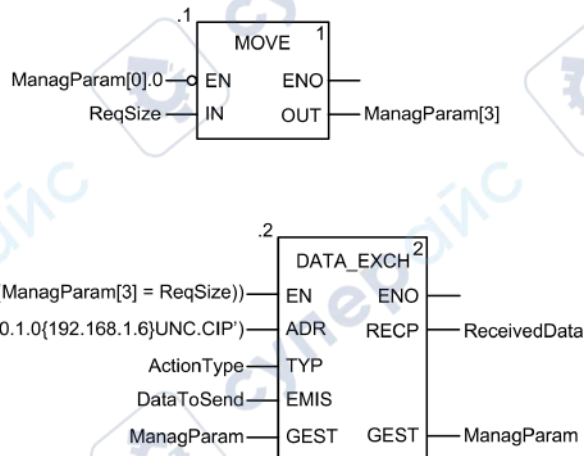 .1
MOVE 1
ManagParam[0].0 EN ENO
ReqSize IN OUT ManagParam[3]
.2
DATA_EXCH 2
ManagParam[3] = ReqSize)) EN ENO
0.1.0{192.168.1.6}UNC.CIP') ADR RECP ReceivedData
ActionType TYP
DataToSend EMIS
ManagParam GEST GEST ManagParam
суперайс